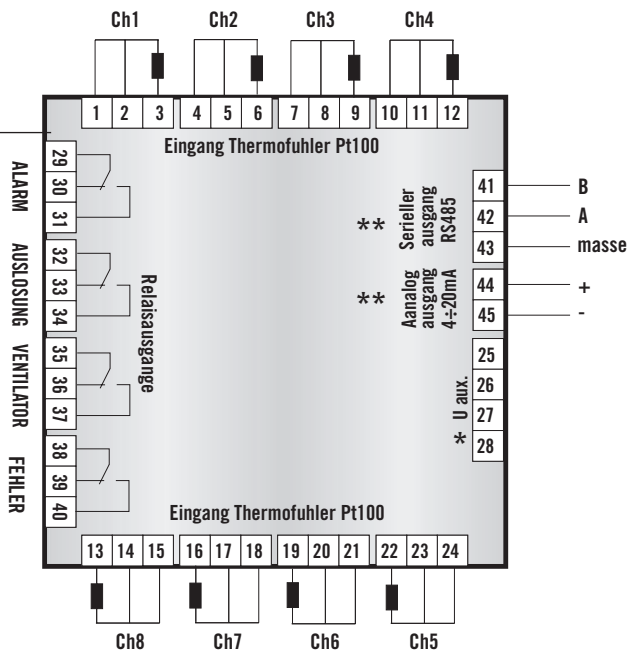 Ch1 Ch2 Ch3 Ch4
1 2 3 4 5 6 7 8 9 10 11 12
Eingang Thermofuhler Pt100
ALARM
29
30
31
AUSLOSUNG
32
33
34
VENTILATOR
35
36
37
FEHLER
38
39
40
Relaisausgange
** Serieller
ausgang
RS485
41 B
42 A
43 masse
** Aanalog
ausgang
4÷20mA
44 +
45 -
* U aux.
25
26
27
28
Eingang Thermofuhler Pt100
13 14 15 16 17 18 19 20 21 22 23 24
Ch8 Ch7 Ch6 Ch5